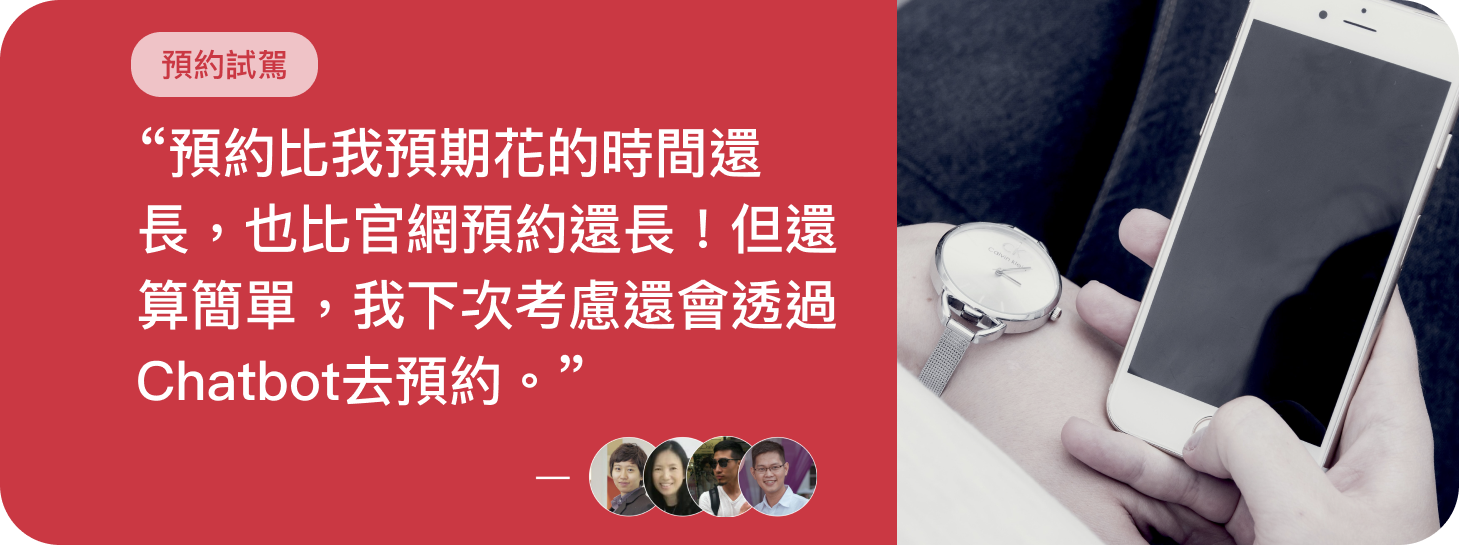 預約試駕
“預約比我預期花的時間還
長，也比官網預約還長！但還
算簡單，我下次考慮還會透過
Chatbot去預約。”
—